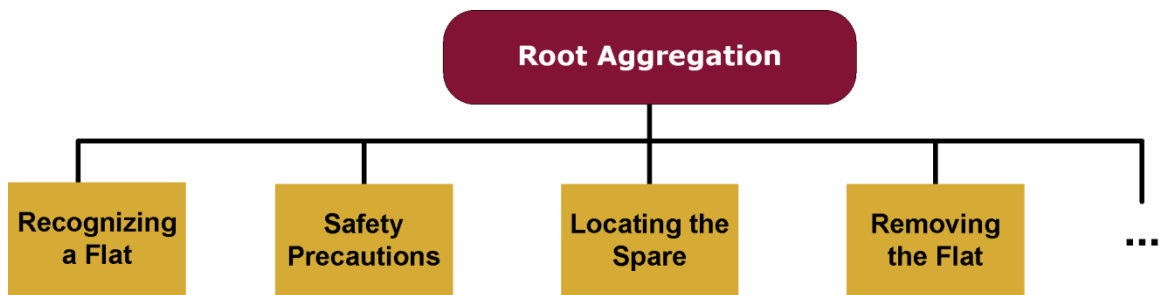 Root Aggregation
Recognizing
a Flat
Safety
Precautions
Locating the
Spare
Removing
the Flat
...